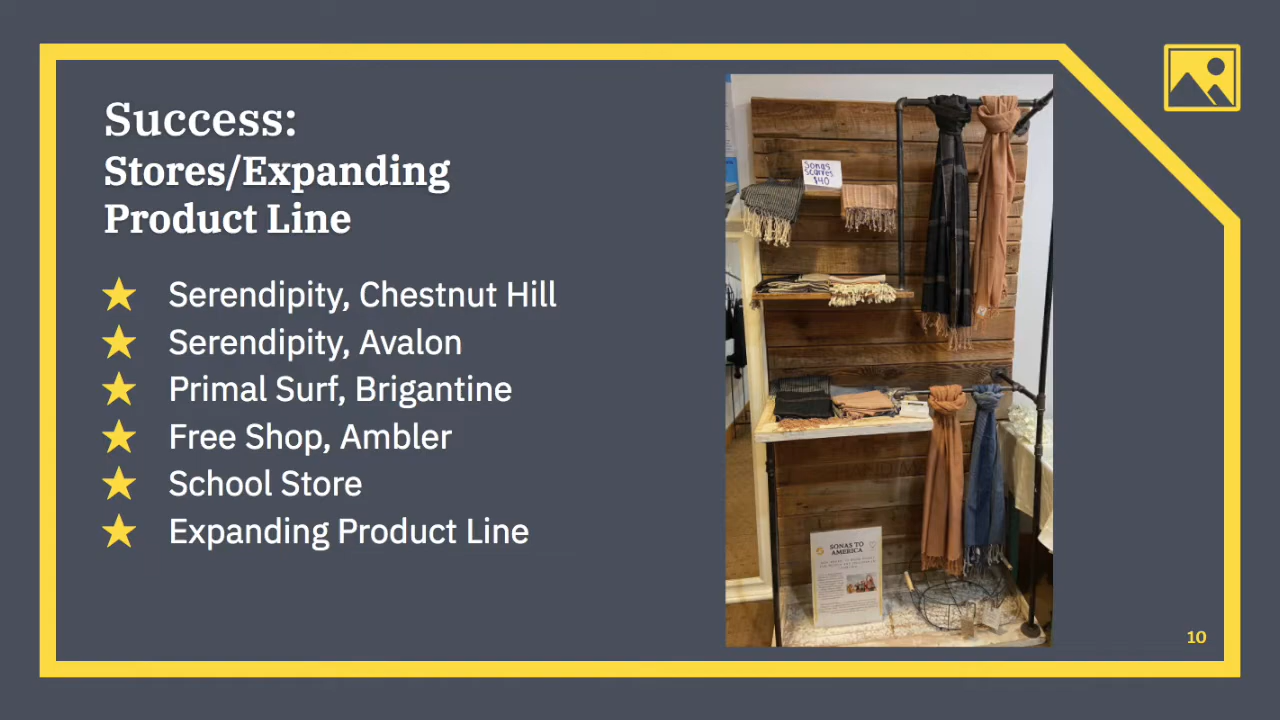 Success:
Stores/Expanding
Product Line
Serendipity, Chestnut Hill
Serendipity, Avalon
Primal Surf, Brigantine
Free Shop, Ambler
School Store
Expanding Product Line
Sonas
Scarves
$40
SONAS TO
AMERICA
10